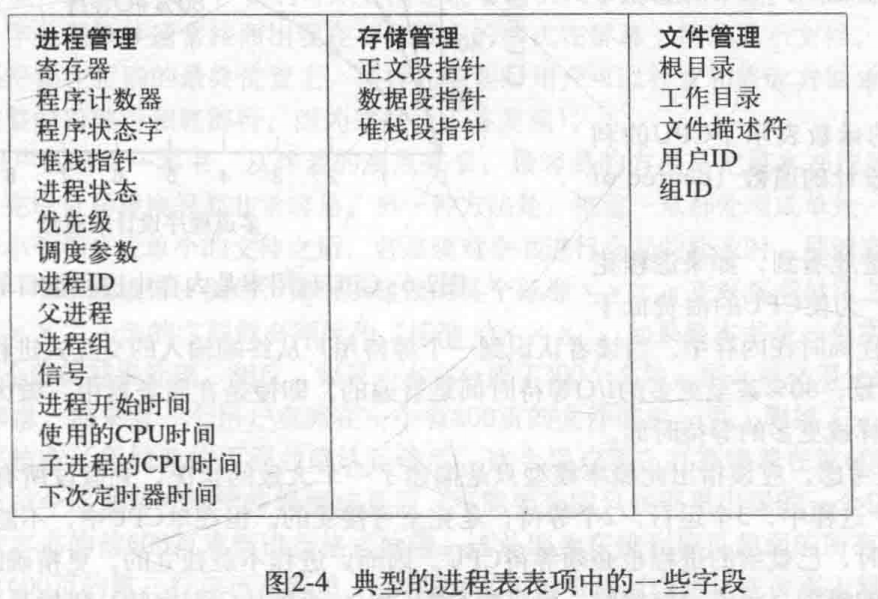 进程管理
寄存器
程序计数器
程序状态字
堆栈指针
进程状态
优先级
调度参数
进程ID
父进程
进程组
信号
进程开始时间
使用的CPU时间
子进程的CPU时间
下次定时器时间
存储管理
正文段指针
数据段指针
堆栈段指针
文件管理
根目录
工作目录
文件描述符
用户ID
组ID
图2-4 典型的进程表表项中的一些字段